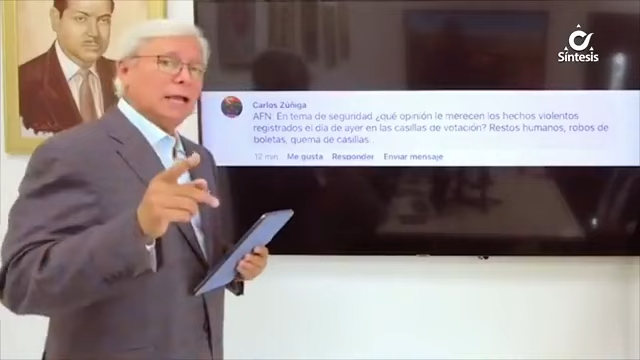 Síntesis
Carlos Zúñiga
AFN En tema de seguridad ¿qué opinión le merecen los hechos violentos
registrados el día de ayer en las casillas de votación? Restos humanos, robos de
boletas, quema de casillas.
12 min Me gusta Responder Enviar mensaje